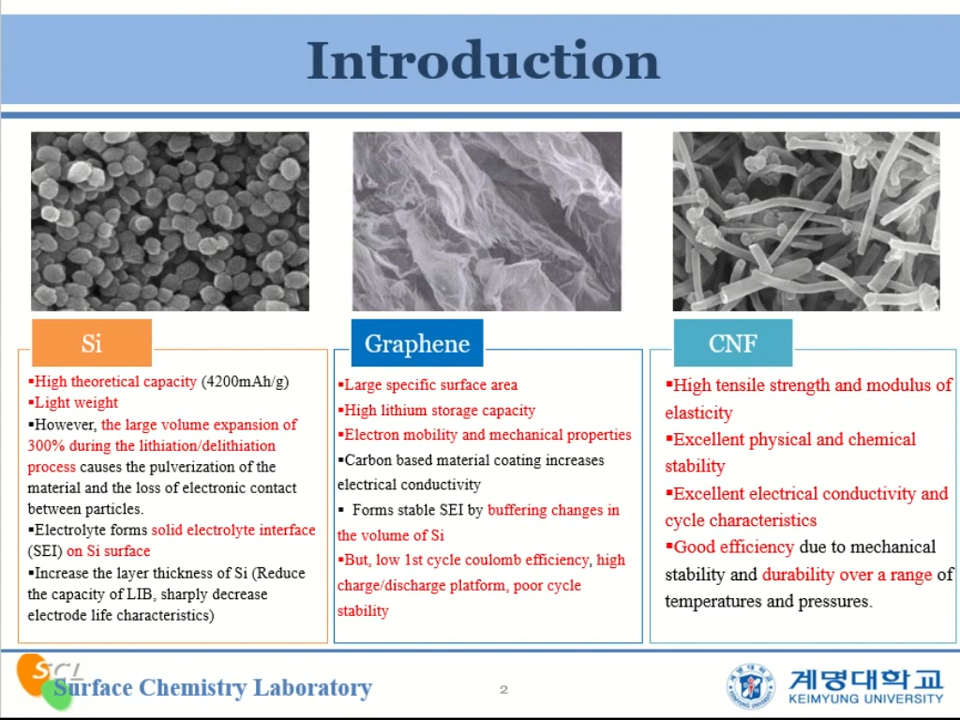 Introduction
Si
▪High theoretical capacity (4200mAh/g)
▪Light weight
▪However, the large volume expansion of
300% during the lithiation/delithiation
process causes the pulverization of the
material and the loss of electronic contact
between particles.
▪Electrolyte forms solid electrolyte interface
(SEI) on Si surface
▪Increase the layer thickness of Si (Reduce
the capacity of LIB, sharply decrease
electrode life characteristics)
Graphene
▪Large specific surface area
▪High lithium storage capacity
▪Electron mobility and mechanical properties
▪Carbon based material coating increases
electrical conductivity
▪ Forms stable SEI by buffering changes in
the volume of Si
▪But, low 1st cycle coulomb efficiency, high
charge/discharge platform, poor cycle
stability
CNF
▪High tensile strength and modulus of
elasticity
▪Excellent physical and chemical
stability
▪Excellent electrical conductivity and
cycle characteristics
▪Good efficiency due to mechanical
stability and durability over a range of
temperatures and pressures.
SCL
Surface Chemistry Laboratory
2
계명대학교
KEIMYUNG UNIVERSITY